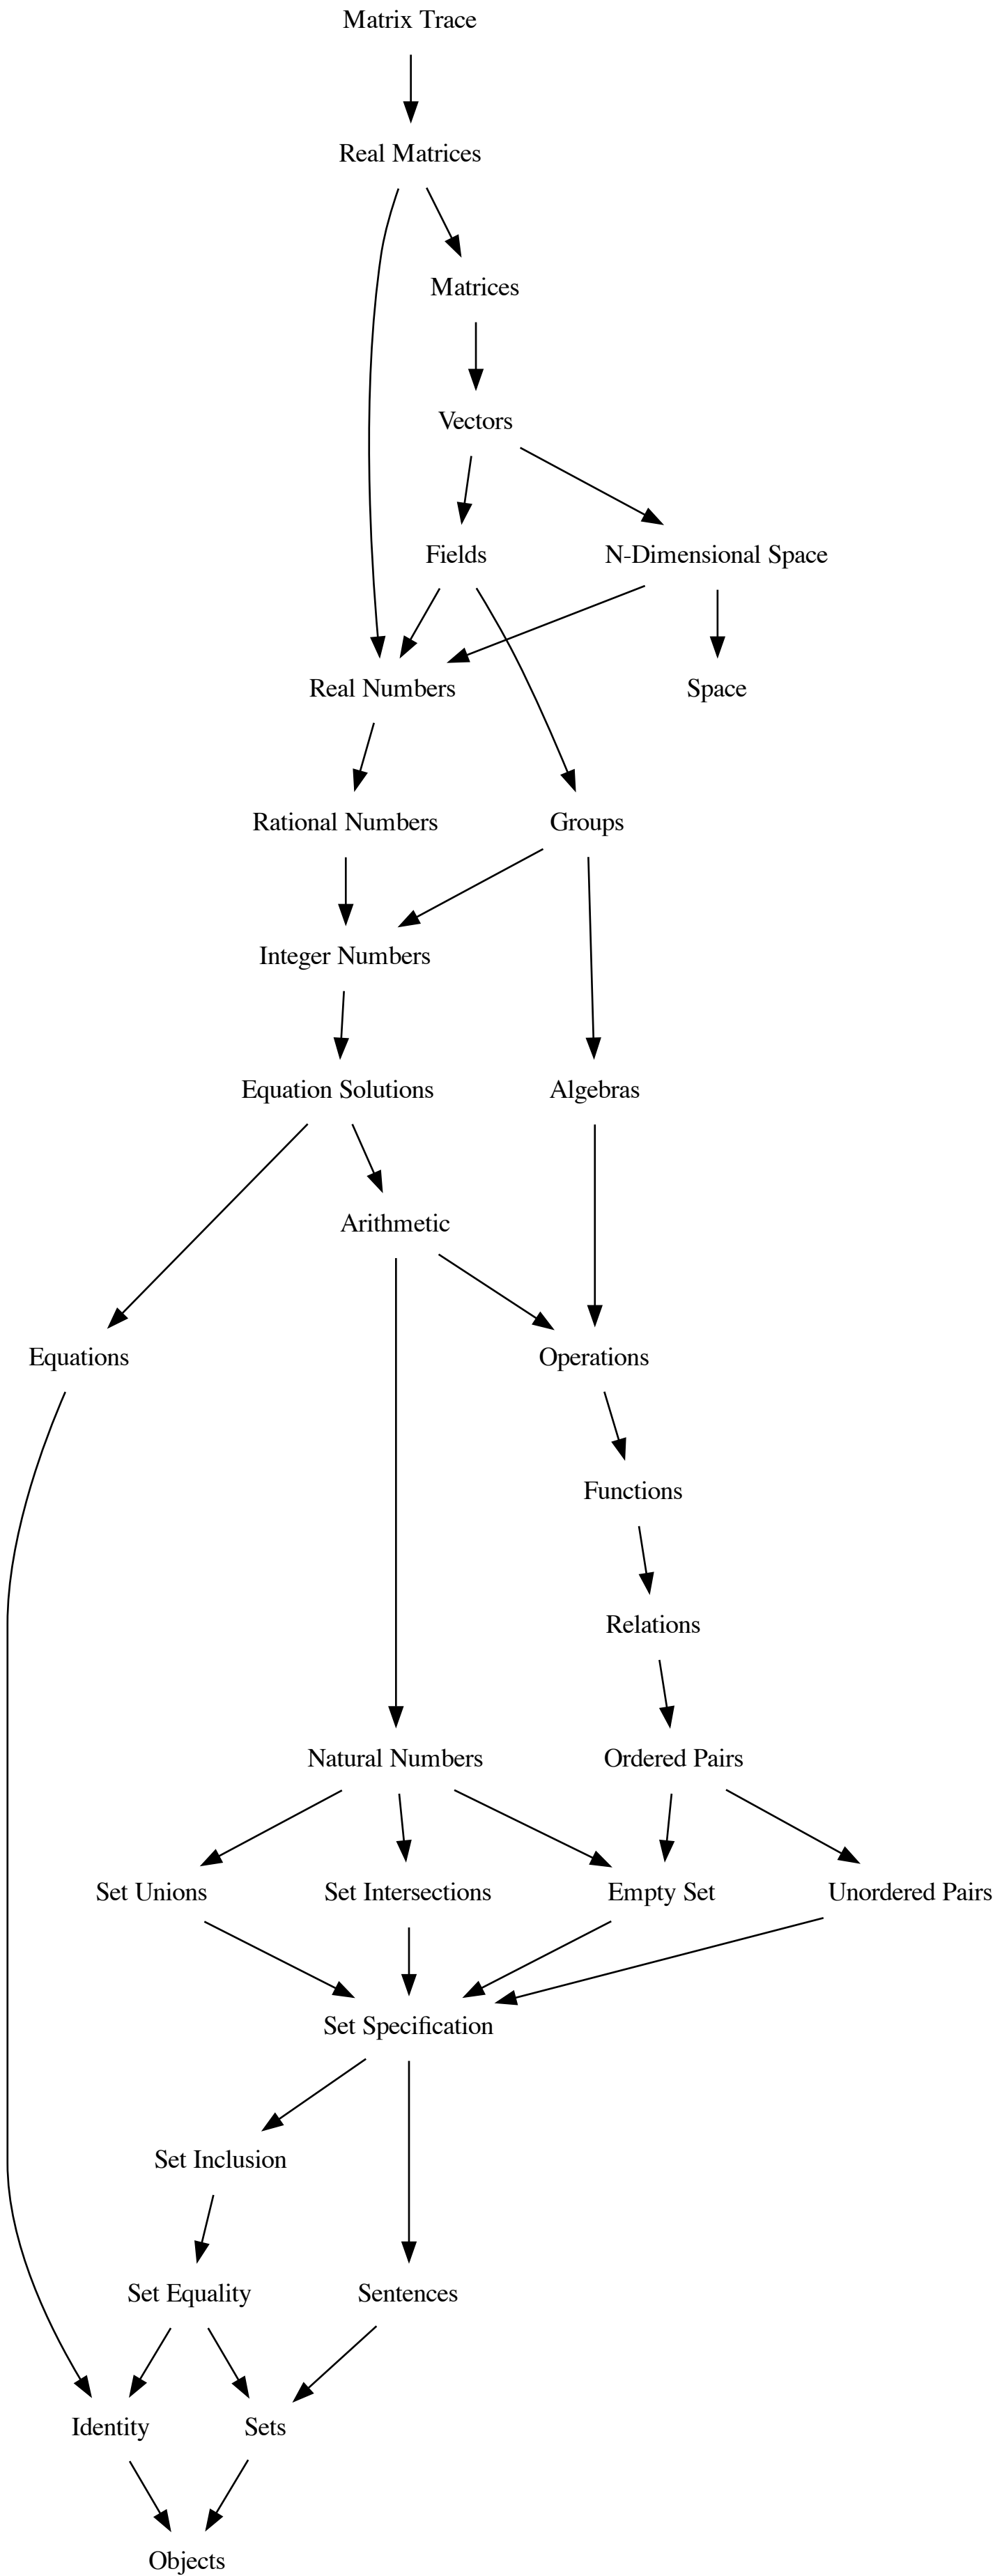 Matrix Trace
Real Matrices
Matrices
Vectors
Fields
N-Dimensional Space
Real Numbers
Space
Rational Numbers
Groups
Integer Numbers
Equation Solutions
Algebras
Arithmetic
Equations
Operations
Functions
Relations
Natural Numbers
Ordered Pairs
Set Unions
Set Intersections
Empty Set
Unordered Pairs
Set Specification
Set Inclusion
Set Equality
Sentences
Identity
Sets
Objects